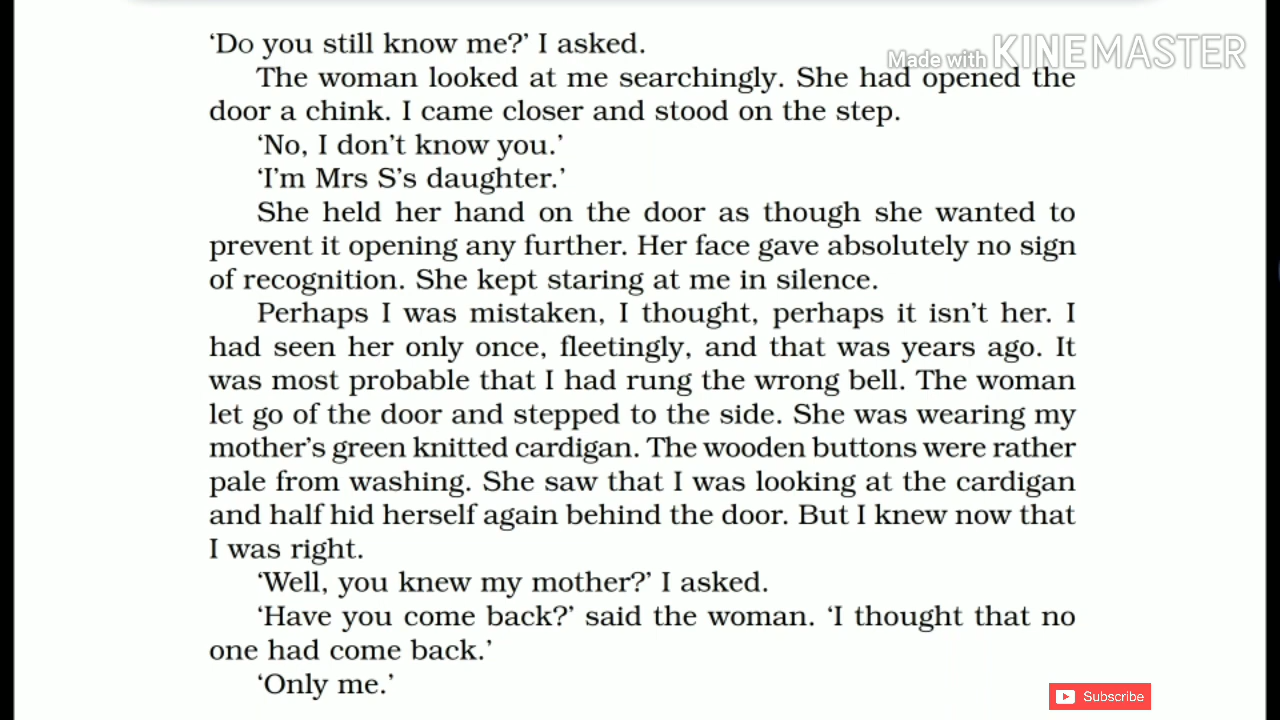 ‘Do you still know me?’ I asked.
Made with KINEMASTER
The woman looked at me searchingly. She had opened the
door a chink. I came closer and stood on the step.
‘No, I don’t know you.’
‘I’m Mrs S’s daughter.’
She held her hand on the door as though she wanted to
prevent it opening any further. Her face gave absolutely no sign
of recognition. She kept staring at me in silence.
Perhaps I was mistaken, I thought, perhaps it isn’t her. I
had seen her only once, fleetingly, and that was years ago. It
was most probable that I had rung the wrong bell. The woman
let go of the door and stepped to the side. She was wearing my
mother’s green knitted cardigan. The wooden buttons were rather
pale from washing. She saw that I was looking at the cardigan
and half hid herself again behind the door. But I knew now that
I was right.
‘Well, you knew my mother?’ I asked.
‘Have you come back?’ said the woman. ‘I thought that no
one had come back.’
‘Only me.’
Subscribe